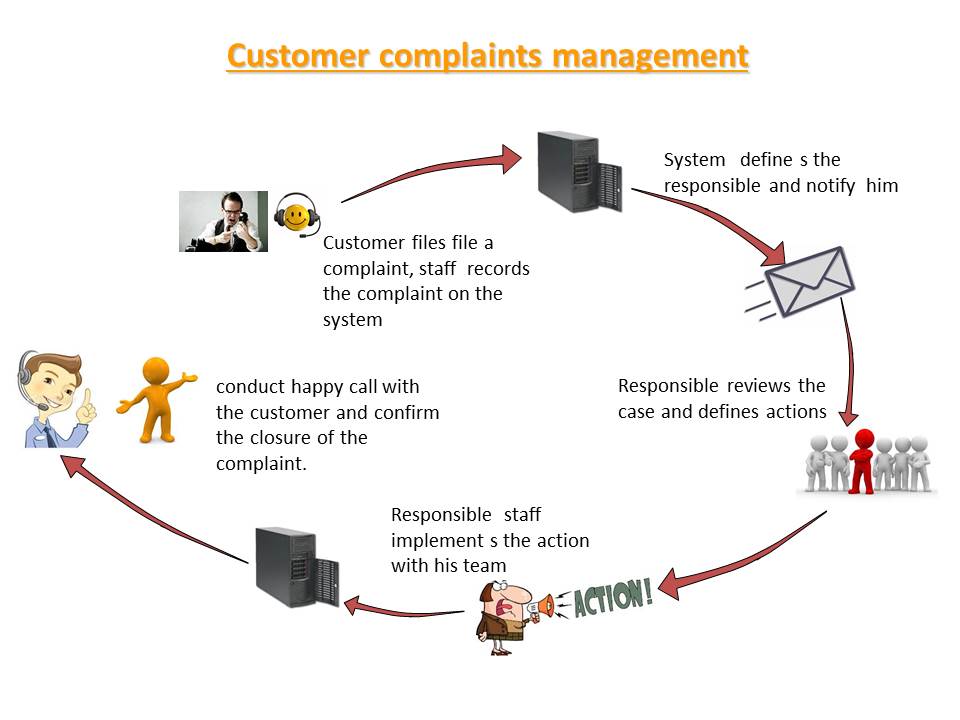 Customer complaints management
System define s the
responsible and notify him
Customer files file a
complaint, staff records
the complaint on the
system
Responsible reviews the
case and defines actions
conduct happy call with
the customer and confirm
the closure of the
complaint.
Responsible staff
implement s the action
with his team
ACTION!